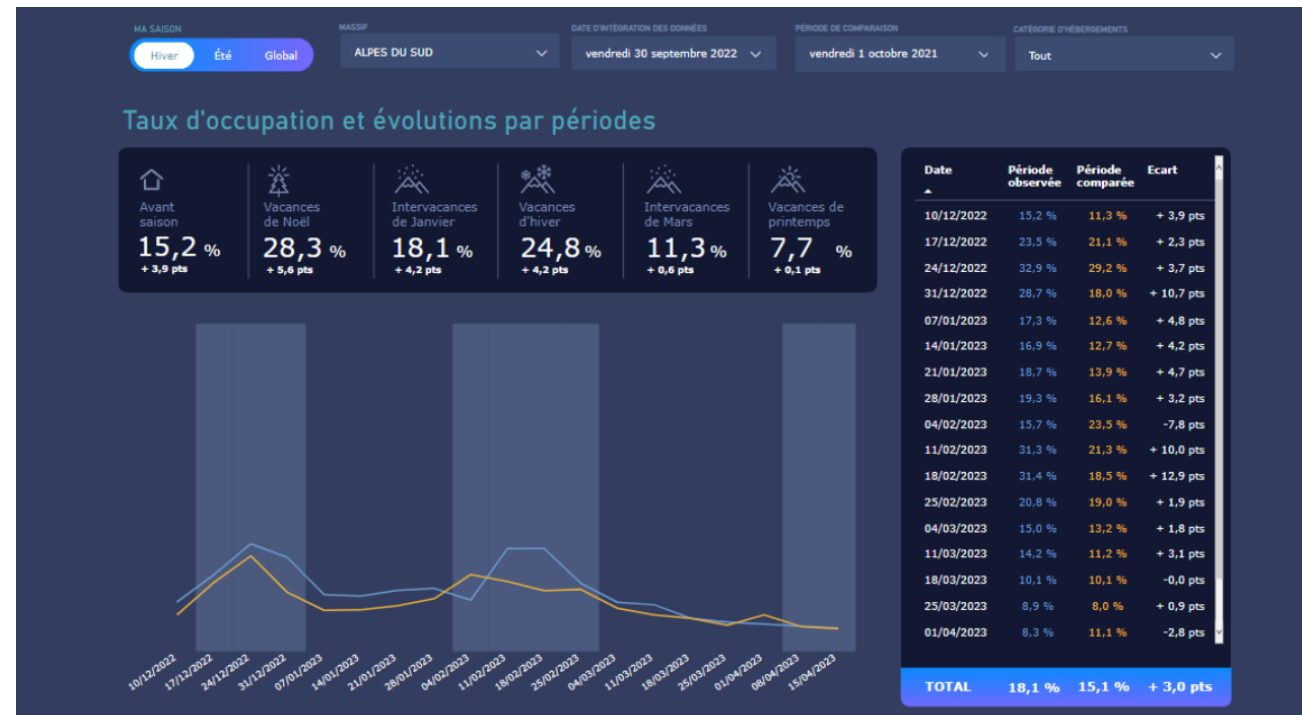 MA SAISON
Hiver Été Global
MASSIF
ALPES DU SUD
DATE D'INTÉGRATION DES DONNÉES
vendredi 30 septembre 2022
PÉRIODE DE COMPARAISON
vendredi 1 octobre 2021
CATÉGORIE D'HÉBERGEMENTS
Tout
Taux d'occupation et évolutions par périodes
Avant
saison
15,2 %
+ 3,9 pts
Vacances
de Noël
28,3 %
+ 5,6 pts
Intervacances
de Janvier
18,1 %
+ 4,2 pts
Vacances
d'hiver
24,8 %
+ 4,2 pts
Intervacances
de Mars
11,3 %
+ 0,6 pts
Vacances de
printemps
7,7 %
+ 0,1 pts
10/12/2022 17/12/2022 24/12/2022 31/12/2022 07/01/2023 14/01/2023 21/01/2023 28/01/2023 04/02/2023 11/02/2023 18/02/2023 25/02/2023 04/03/2023 11/03/2023 18/03/2023 25/03/2023 01/04/2023 08/04/2023 15/04/2023
Date Période Période Ecart
observée comparée
10/12/2022 15,2 % 11,3 % + 3,9 pts
17/12/2022 23,5 % 21,1 % + 2,3 pts
24/12/2022 32,9 % 29,2 % + 3,7 pts
31/12/2022 28,7 % 18,0 % + 10,7 pts
07/01/2023 17,3 % 12,6 % + 4,8 pts
14/01/2023 16,9 % 12,7 % + 4,2 pts
21/01/2023 18,7 % 13,9 % + 4,7 pts
28/01/2023 19,3 % 16,1 % + 3,2 pts
04/02/2023 15,7 % 23,5 % -7,8 pts
11/02/2023 31,3 % 21,3 % + 10,0 pts
18/02/2023 31,4 % 18,5 % + 12,9 pts
25/02/2023 20,8 % 19,0 % + 1,9 pts
04/03/2023 15,0 % 13,2 % + 1,8 pts
11/03/2023 14,2 % 11,2 % + 3,1 pts
18/03/2023 10,1 % 10,1 % -0,0 pts
25/03/2023 8,9 % 8,0 % + 0,9 pts
01/04/2023 8,3 % 11,1 % -2,8 pts
TOTAL 18,1 % 15,1 % + 3,0 pts